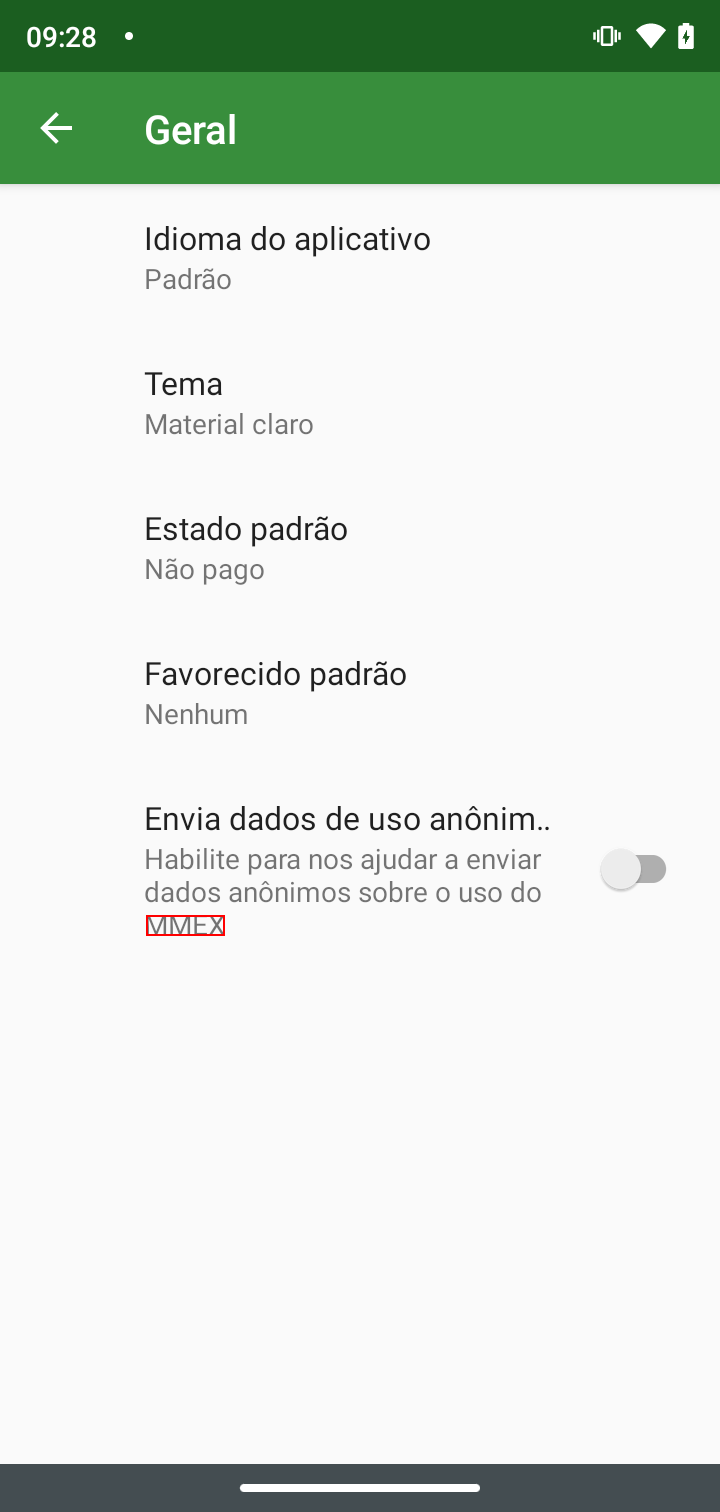 09:28
Geral
Idioma do aplicativo
Padrão
Tema
Material claro
Estado padrão
Não pago
Favorecido padrão
Nenhum
Envia dados de uso anônim..
Habilite para nos ajudar a enviar
dados anônimos sobre o uso do
MMEX